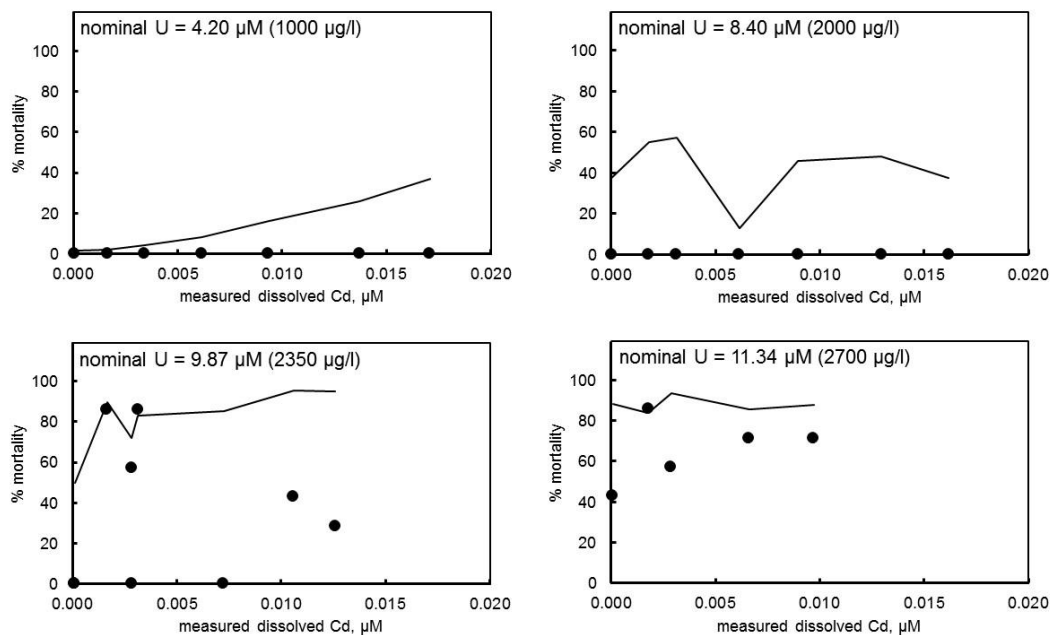 nominal U = 4.20 µM (1000 µg/l)
100
80
60
40
20
0
% mortality
0.000 0.005 0.010 0.015 0.020
measured dissolved Cd, µM
nominal U = 8.40 µM (2000 µg/l)
100
80
60
40
20
0
% mortality
0.000 0.005 0.010 0.015 0.020
measured dissolved Cd, µM
nominal U = 9.87 µM (2350 µg/l)
100
80
60
40
20
0
% mortality
0.000 0.005 0.010 0.015 0.020
measured dissolved Cd, µM
nominal U = 11.34 µM (2700 µg/l)
100
80
60
40
20
0
% mortality
0.000 0.005 0.010 0.015 0.020
measured dissolved Cd, µM